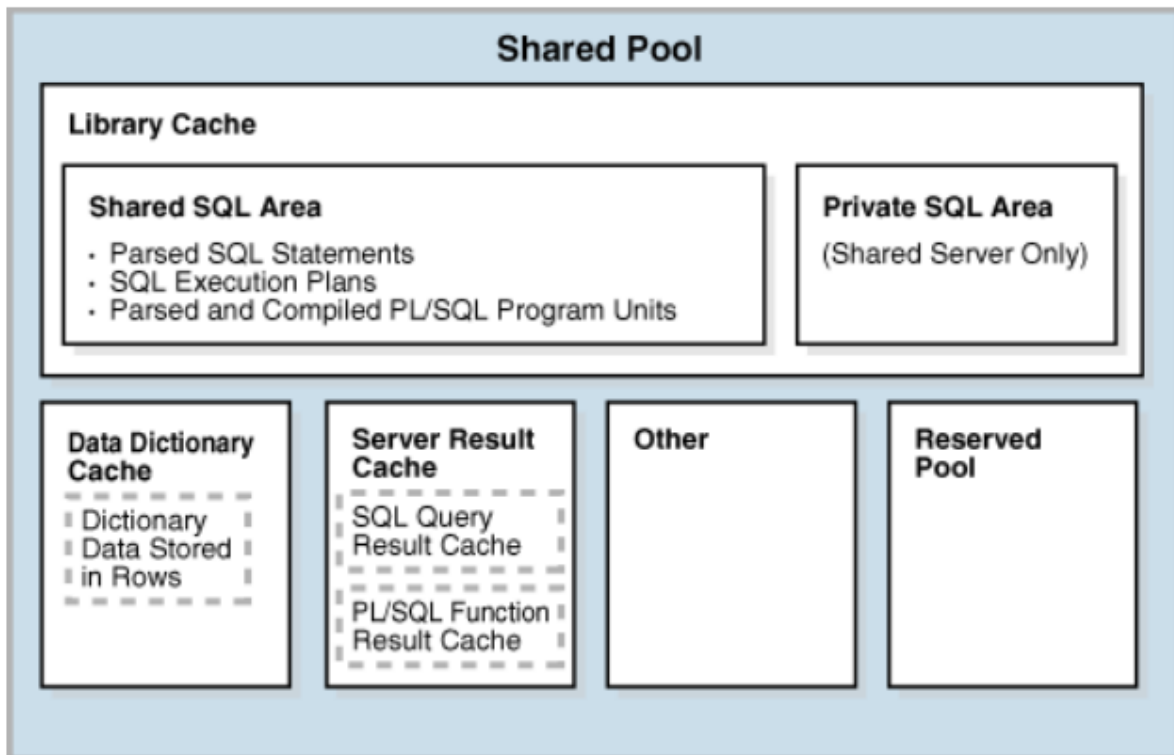 Shared Pool
Library Cache
Shared SQL Area
· Parsed SQL Statements
· SQL Execution Plans
· Parsed and Compiled PL/SQL Program Units
Private SQL Area
(Shared Server Only)
Data Dictionary
Cache
Dictionary
Data Stored
in Rows
Server Result
Cache
SQL Query
Result Cache
PL/SQL Function
Result Cache
Other
Reserved
Pool